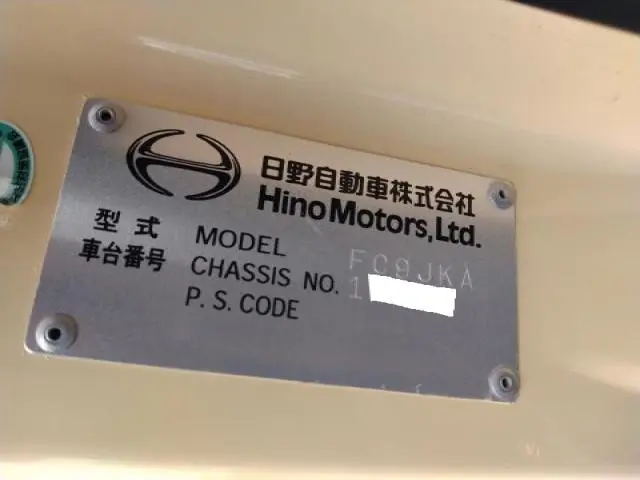 日野自動車株式会社
Hino Motors, Ltd.
型式 MODEL FC9JKA
車台番号 CHASSIS NO. 1
P. S. CODE